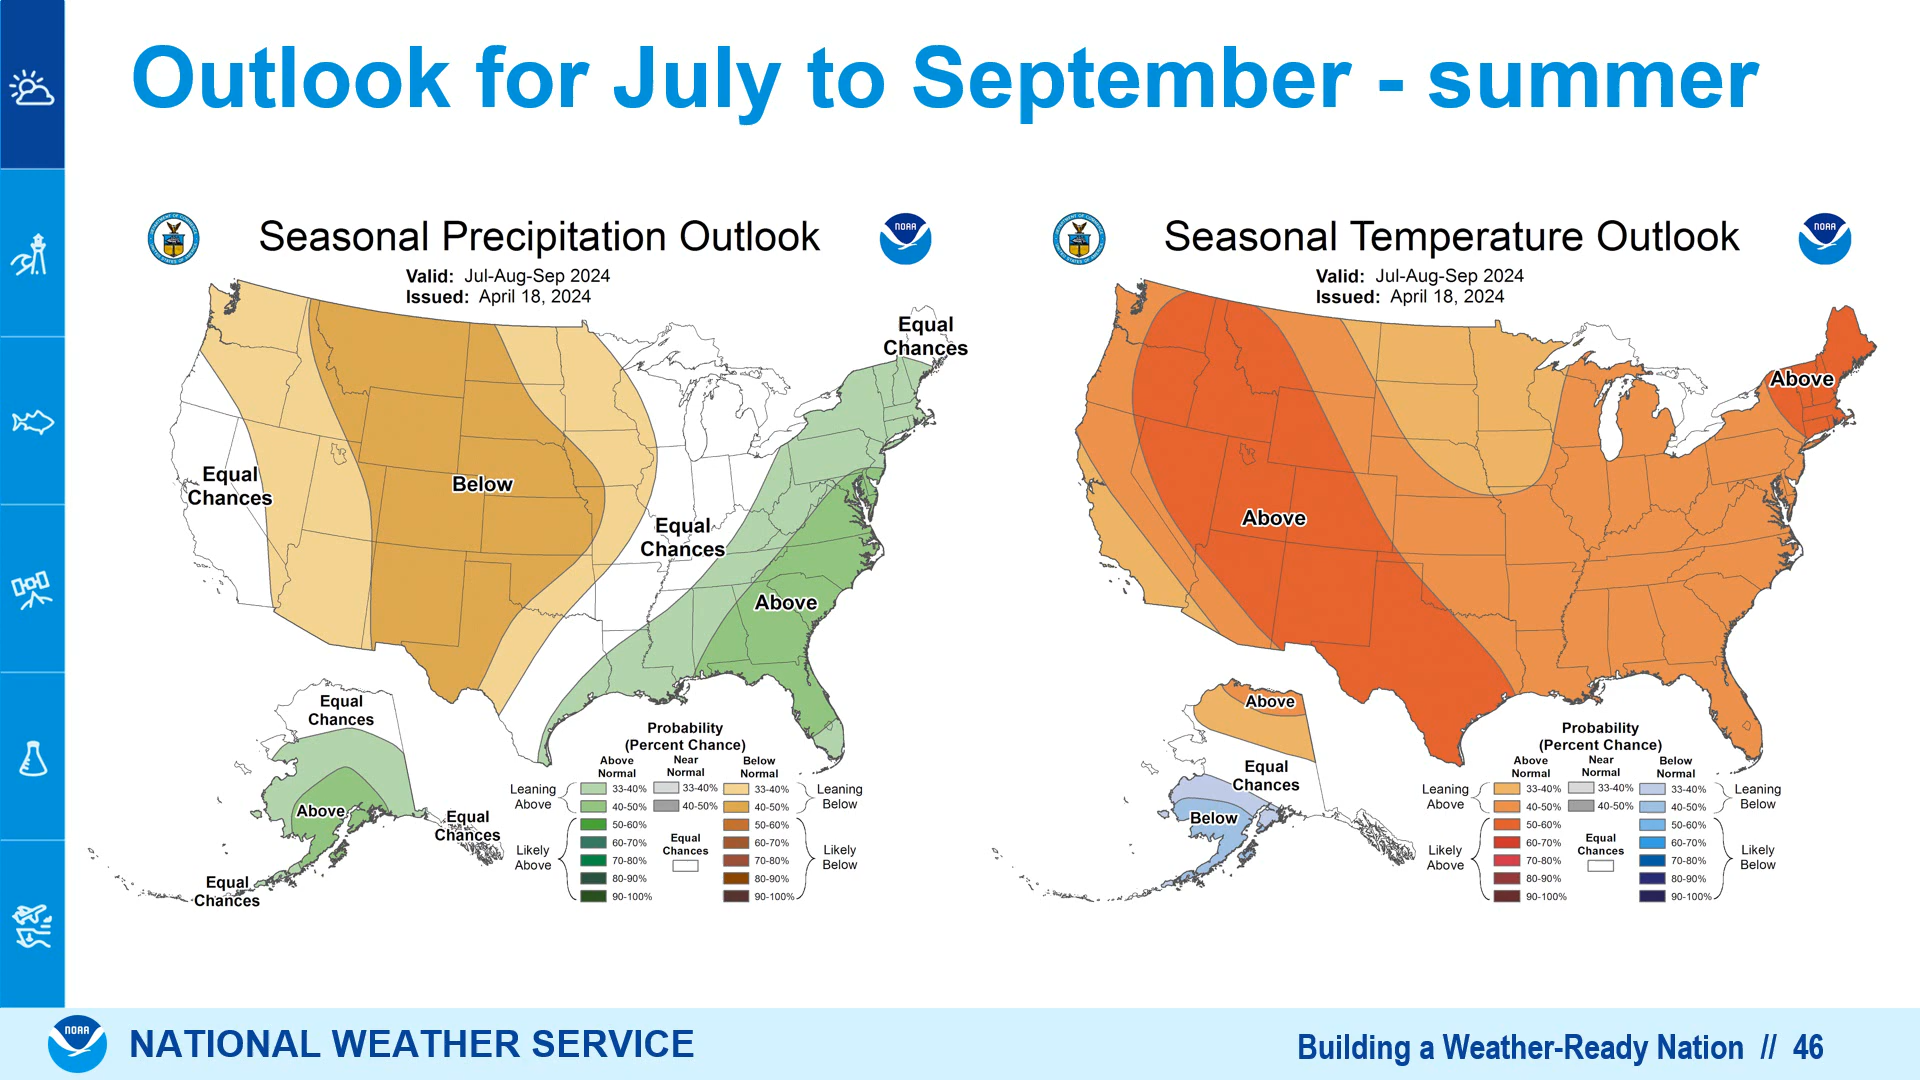 Outlook for July to September - summer
Seasonal Precipitation Outlook
NOAA
Valid: Jul-Aug-Sep 2024
Issued: April 18, 2024
Equal
Chances
Equal
Chances
Below
Equal
Chances
Above
Equal
Chances
Above
Equal
Chances
Equal
Chances
Probability
(Percent Chance)
Above
Normal
Near
Normal
Below
Normal
Leaning
Above
33-40%
33-40%
33-40%
Leaning
Below
40-50%
40-50%
40-50%
50-60%
50-60%
Likely
Above
60-70%
Equal
Chances
60-70%
Likely
Below
70-80%
70-80%
80-90%
80-90%
90-100%
90-100%
Seasonal Temperature Outlook
NOAA
Valid: Jul-Aug-Sep 2024
Issued: April 18, 2024
Above
Above
Above
Equal
Chances
Below
Probability
(Percent Chance)
Above
Normal
Near
Normal
Below
Normal
Leaning
Above
33-40%
33-40%
33-40%
Leaning
Below
40-50%
40-50%
40-50%
50-60%
50-60%
Likely
Above
60-70%
Equal
Chances
60-70%
Likely
Below
70-80%
70-80%
80-90%
80-90%
90-100%
90-100%
NOAA
NATIONAL WEATHER SERVICE
Building a Weather-Ready Nation // 46